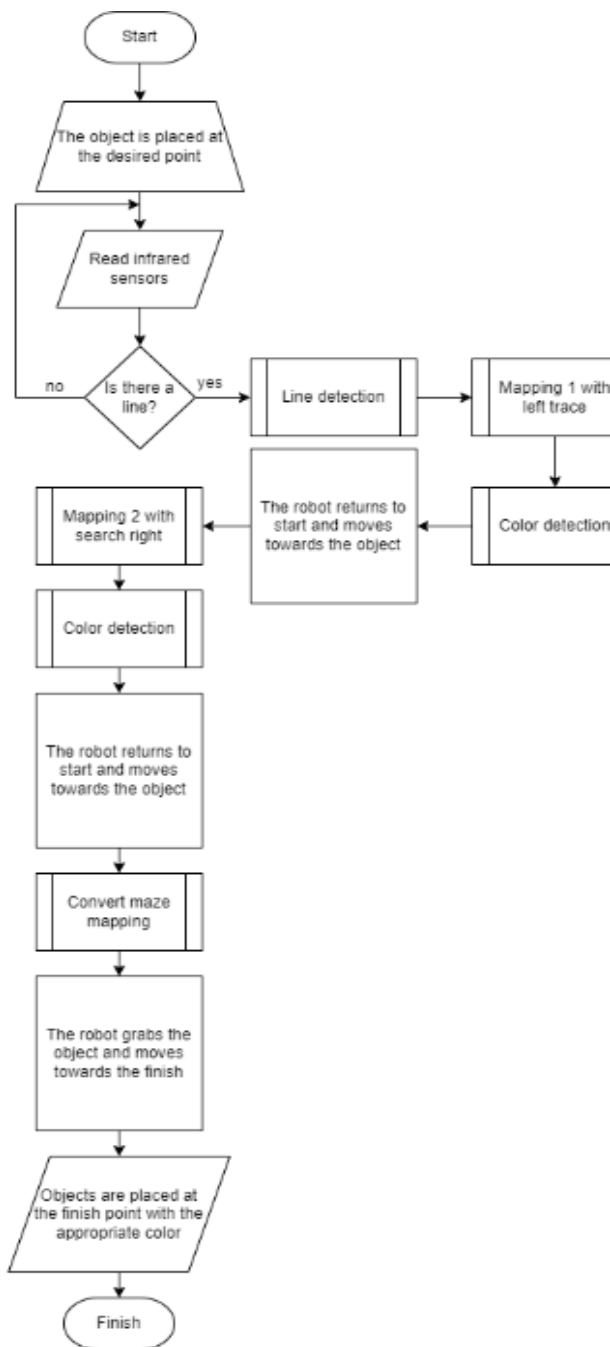 Start
The object is placed at
the desired point
Read infrared
sensors
Is there a
line?
no
yes
Line detection
Mapping 1 with
left trace
Color detection
The robot returns to
start and moves
towards the object
Mapping 2 with
search right
Color detection
The robot returns to
start and moves
towards the object
Convert maze
mapping
The robot grabs the
object and moves
towards the finish
Objects are placed at
the finish point with the
appropriate color
Finish